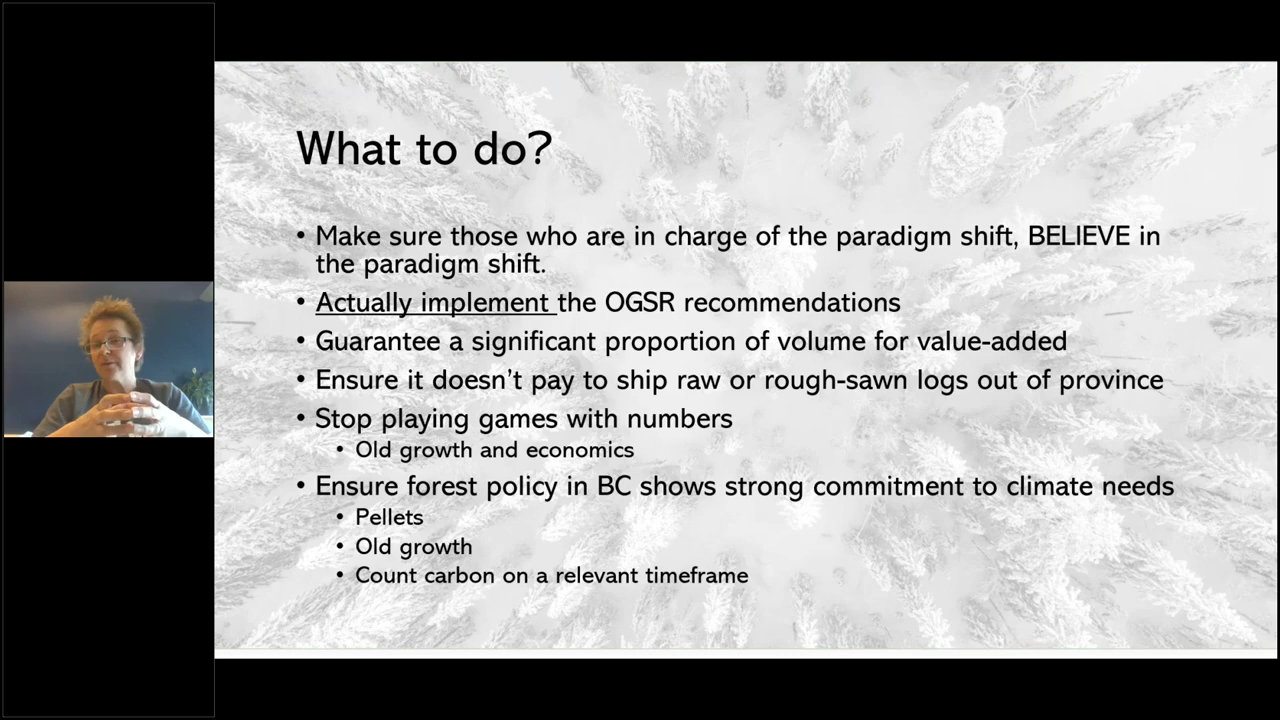 What to do?
• Make sure those who are in charge of the paradigm shift, BELIEVE in
the paradigm shift.
• Actually implement the OGSR recommendations
• Guarantee a significant proportion of volume for value-added
• Ensure it doesn’t pay to ship raw or rough-sawn logs out of province
• Stop playing games with numbers
• Old growth and economics
• Ensure forest policy in BC shows strong commitment to climate needs
• Pellets
• Old growth
• Count carbon on a relevant timeframe